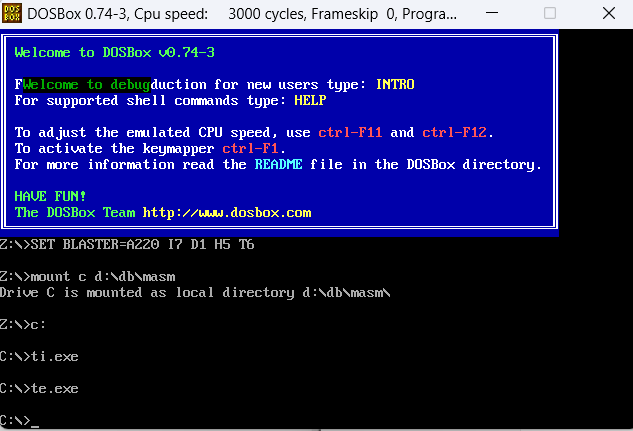 DOSBox 0.74-3, Cpu speed: 3000 cycles, Frameskip 0, Progra...
Welcome to DOSBox v0.74-3
FWelcome to debugduction for new users type: INTRO
For supported shell commands type: HELP
To adjust the emulated CPU speed, use ctrl-F11 and ctrl-F12.
To activate the keymapper ctrl-F1.
For more information read the README file in the DOSBox directory.
HAVE FUN!
The DOSBox Team http://www.dosbox.com
Z:\>SET BLASTER=A220 I7 D1 H5 T6
Z:\>mount c d:\db\masm
Drive C is mounted as local directory d:\db\masm\
Z:\>c:
C:\>ti.exe
C:\>te.exe
C:\>_